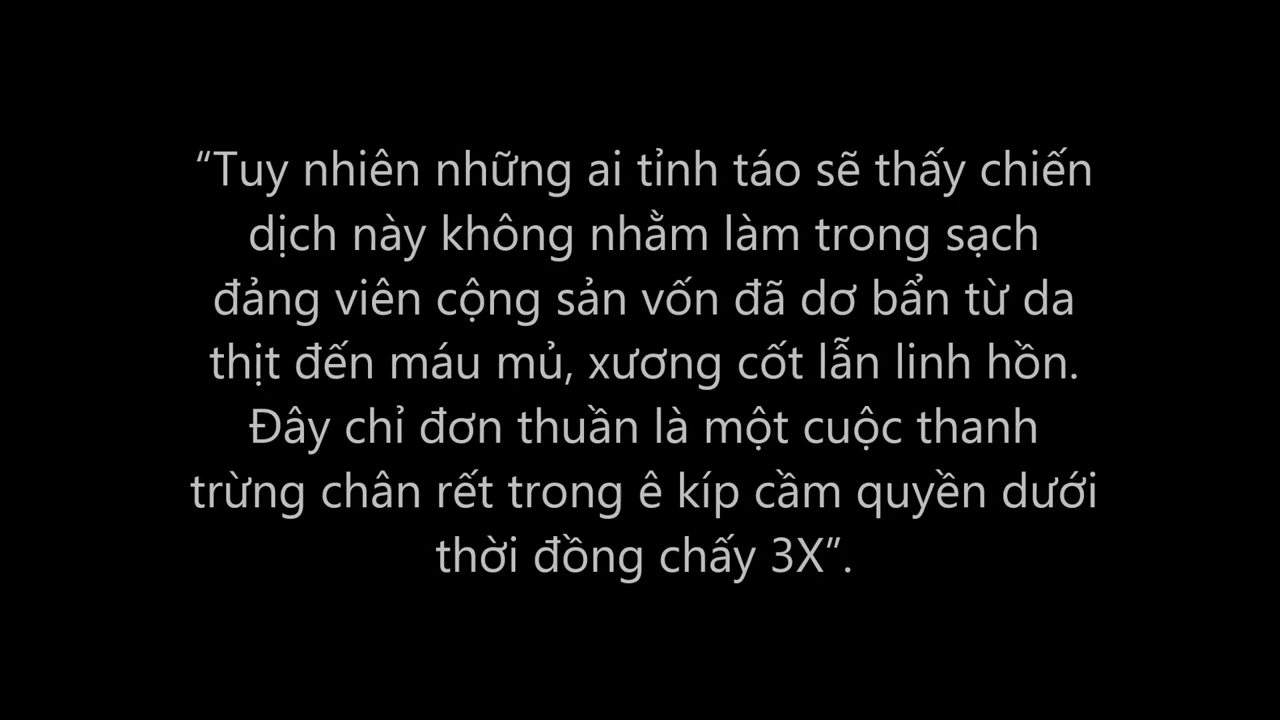 “Tuy nhiên những ai tỉnh táo sẽ thấy chiến
dịch này không nhằm làm trong sạch
đảng viên cộng sản vốn đã dơ bẩn từ da
thịt đến máu mủ, xương cốt lẫn linh hồn.
Đây chỉ đơn thuần là một cuộc thanh
trừng chân rết trong ê kíp cầm quyền dưới
thời đồng chấy 3X”.